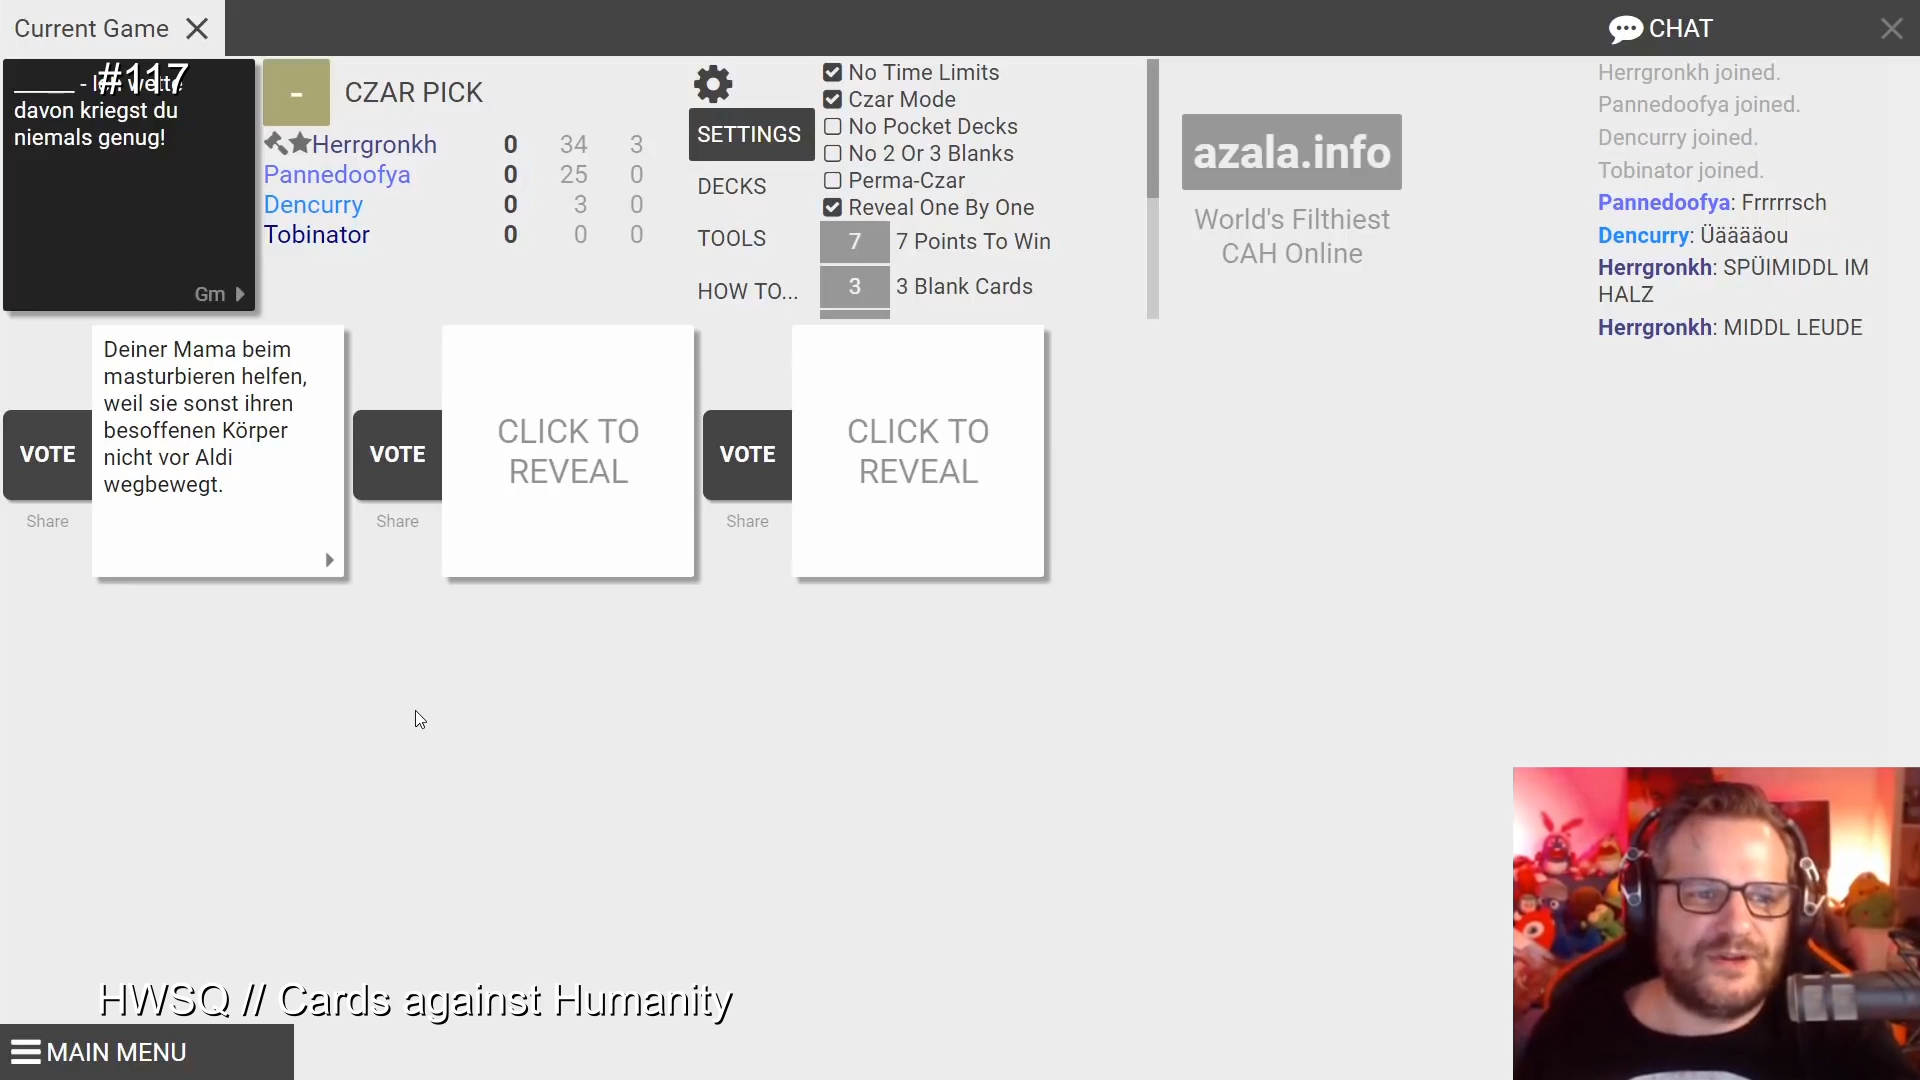 Current Game
CHAT
#117
_____ - Ich wette
davon kriegst du
niemals genug!
Gm
-
CZAR PICK
Herrgronkh 0 34 3
Pannedoofya 0 25 0
Dencurry 0 3 0
Tobinator 0 0 0
SETTINGS
DECKS
TOOLS
HOW TO...
No Time Limits
Czar Mode
No Pocket Decks
No 2 Or 3 Blanks
Perma-Czar
Reveal One By One
7 7 Points To Win
3 3 Blank Cards
azala.info
World's Filthiest
CAH Online
Herrgronkh joined.
Pannedoofya joined.
Dencurry joined.
Tobinator joined.
Pannedoofya: Frrrrrsch
Dencurry: Üääääou
Herrgronkh: SPÜIMIDDL IM
HALZ
Herrgronkh: MIDDL LEUDE
VOTE
Share
Deiner Mama beim
masturbieren helfen,
weil sie sonst ihren
besoffenen Körper
nicht vor Aldi
wegbewegt.
VOTE
Share
CLICK TO
REVEAL
VOTE
Share
CLICK TO
REVEAL
HWSQ // Cards against Humanity
MAIN MENU